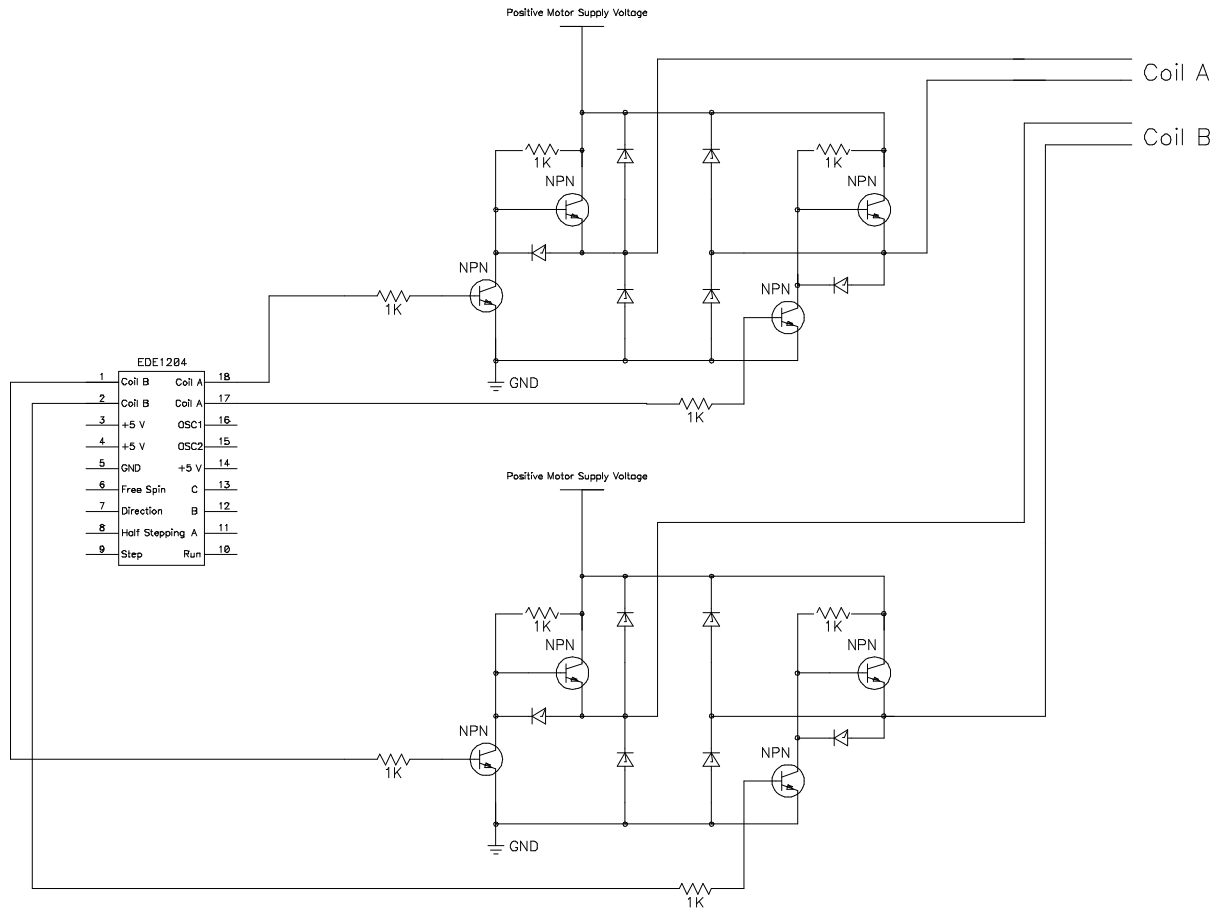 Positive Motor Supply Voltage
Coil A
Coil B
1K
1K
NPN
NPN
NPN
NPN
1K
GND
EDE1204
1 Coil B Coil A 18
2 Coil B Coil A 17
1K
3 +5 V OSC1 16
4 +5 V OSC2 15
5 GND +5 V 14
6 Free Spin C 13
7 Direction B 12
8 Half Stepping A 11
9 Step Run 10
Positive Motor Supply Voltage
1K
1K
NPN
NPN
NPN
NPN
1K
GND
1K